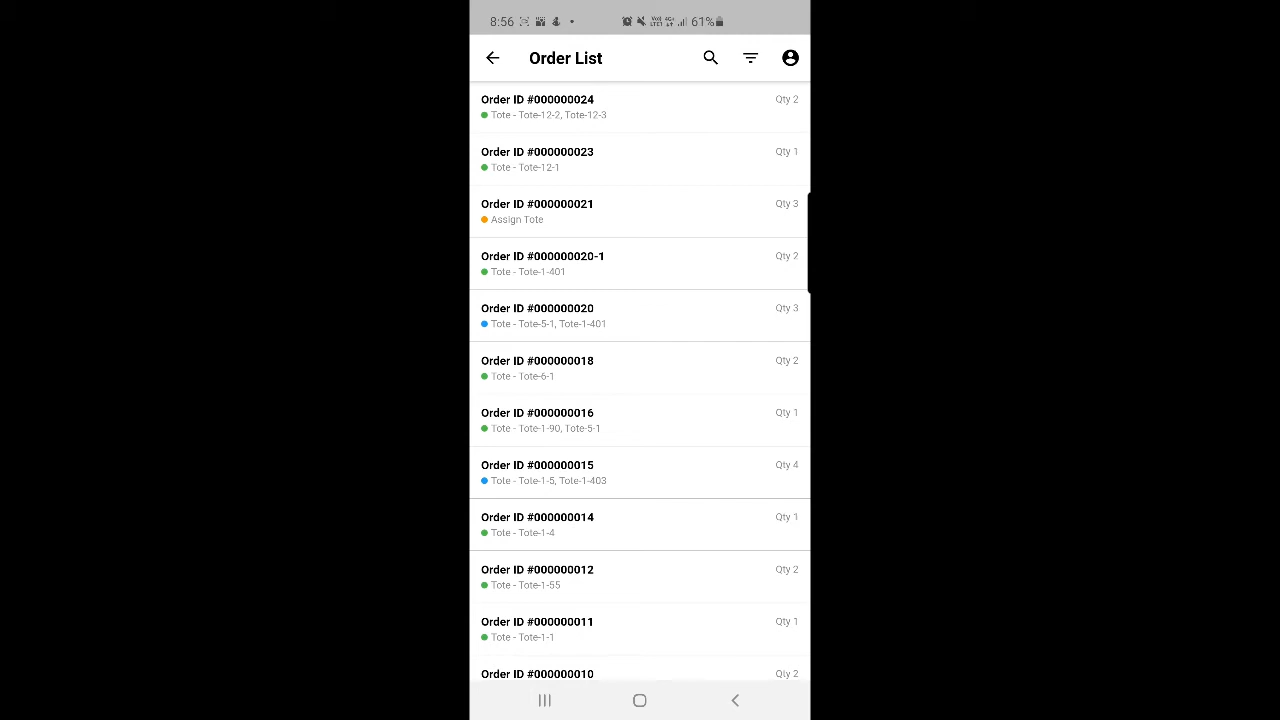 8:56 61%
Order List
Order ID #000000024 Qty 2
Tote - Tote-12-2, Tote-12-3
Order ID #000000023 Qty 1
Tote - Tote-12-1
Order ID #000000021 Qty 3
Assign Tote
Order ID #000000020-1 Qty 2
Tote - Tote-1-401
Order ID #000000020 Qty 3
Tote - Tote-5-1, Tote-1-401
Order ID #000000018 Qty 2
Tote - Tote-6-1
Order ID #000000016 Qty 1
Tote - Tote-1-90, Tote-5-1
Order ID #000000015 Qty 4
Tote - Tote-1-5, Tote-1-403
Order ID #000000014 Qty 1
Tote - Tote-1-4
Order ID #000000012 Qty 2
Tote - Tote-1-55
Order ID #000000011 Qty 1
Tote - Tote-1-1
Order ID #000000010 Qty 2